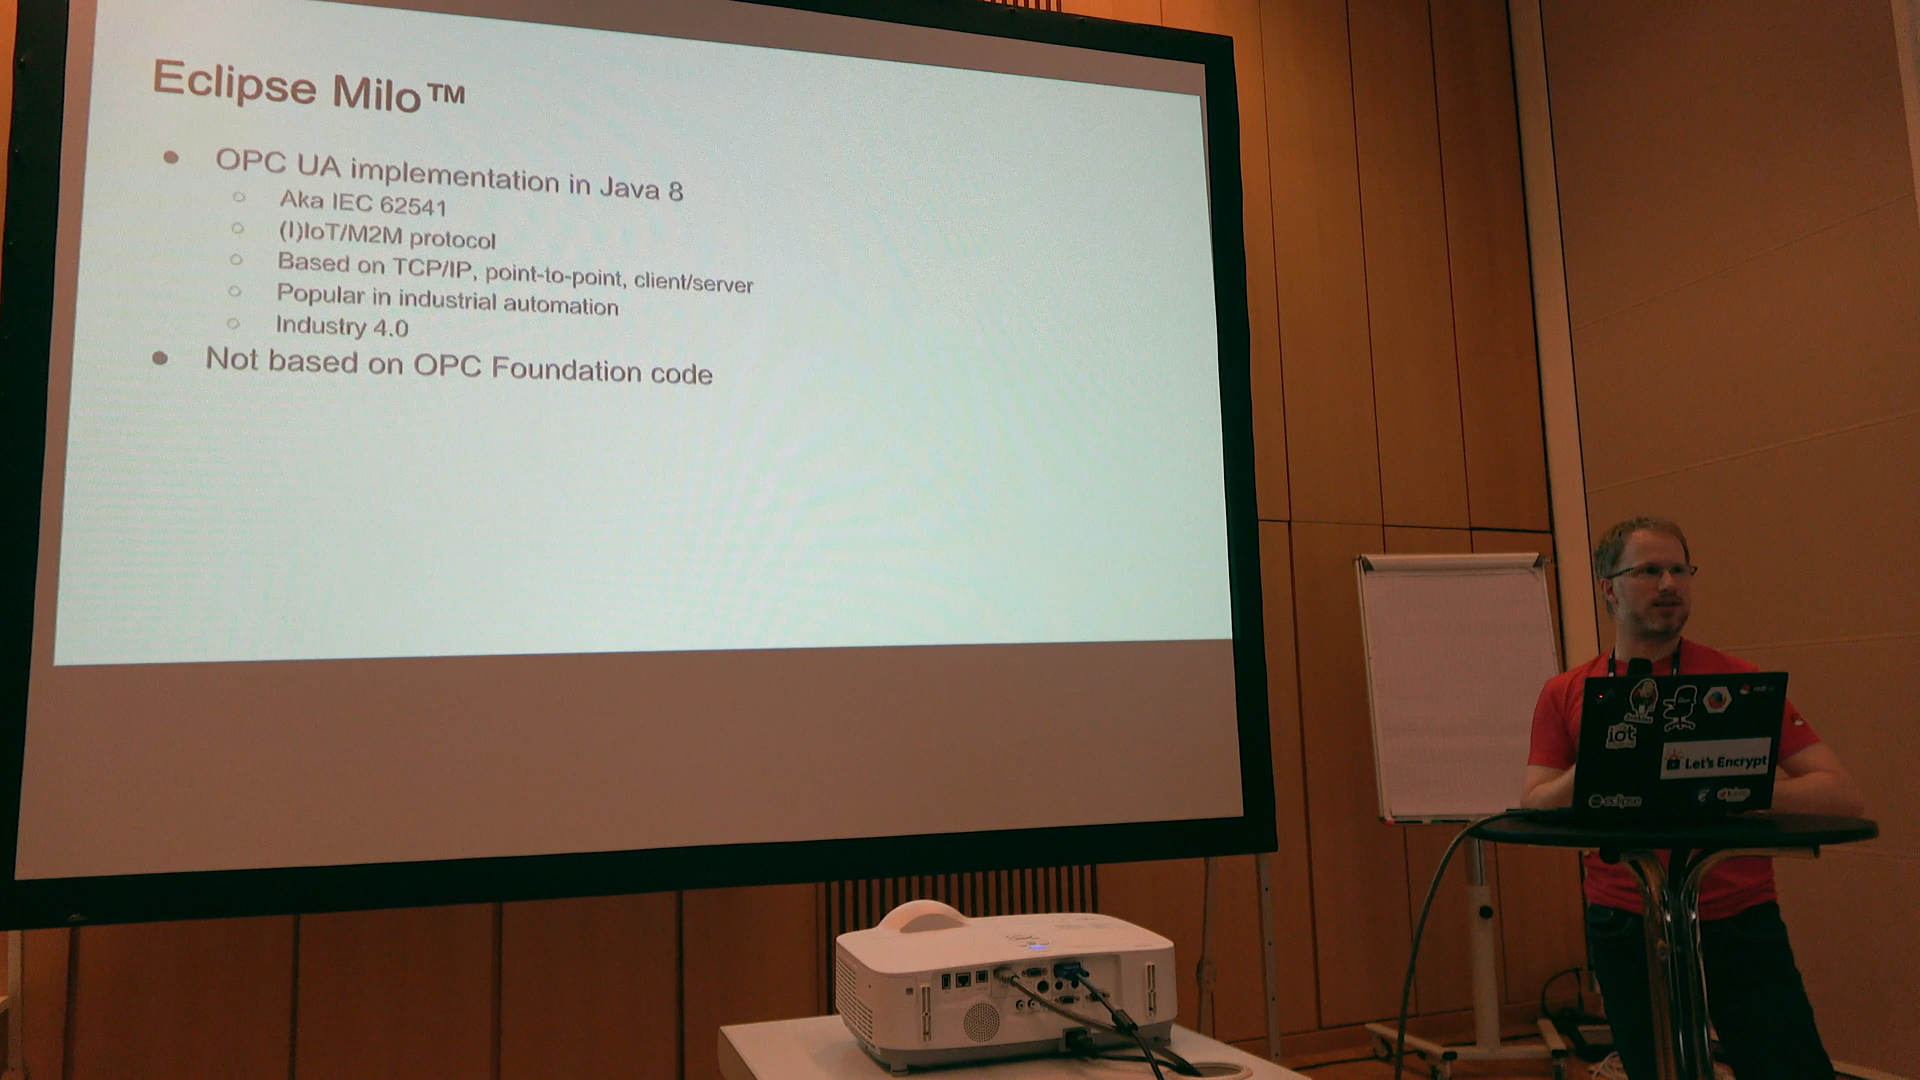 Eclipse Milo™
● OPC UA implementation in Java 8
○ Aka IEC 62541
○ (I)IoT/M2M protocol
○ Based on TCP/IP, point-to-point, client/server
○ Popular in industrial automation
○ Industry 4.0
● Not based on OPC Foundation code
iot
Let's Encrypt
eclipse